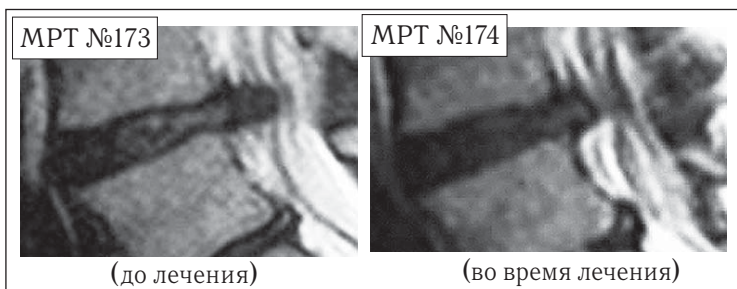 МРТ №173
МРТ №174
(до лечения)
(во время лечения)